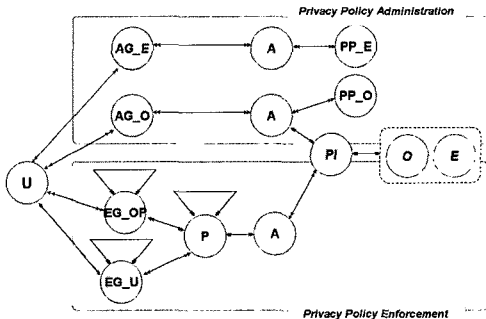 Privacy Policy Administration
AG_E A PP_E
PP_O
AG_O A
PI O E
U
EG_OP
P A
EG_U
Privacy Policy Enforcement